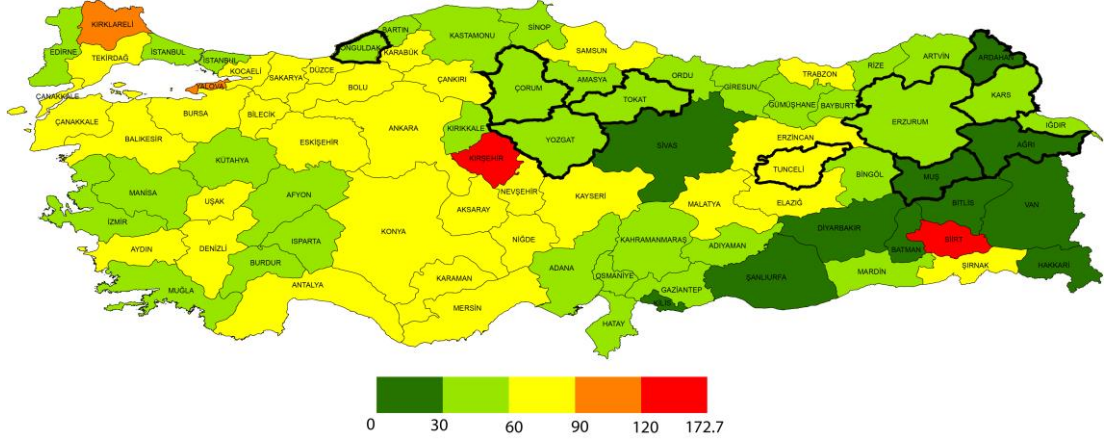 KIRKLARELİ
EDİRNE
TEKİRDAĞ
İSTANBUL
İSTANBUL
KOCAELİ
YALOVA
SAKARYA
DÜZCE
BOLU
ONGULDAK
BARTIN
KARABÜK
KASTAMONU
SİNOP
ÇANKIRI
SAMSUN
AMASYA
ÇORUM
TOKAT
ORDU
GİRESUN
TRABZON
GÜMÜŞHANE
BAYBURT
RİZE
ARTVİN
ARDAHAN
KARS
IĞDIR
ERZURUM
AĞRI
ÇANAKKALE
ÇANAKKALE
BALIKESİR
BURSA
BİLECİK
ESKİŞEHİR
ANKARA
KIRIKKALE
YOZGAT
SİVAS
ERZİNCAN
TUNCELİ
BİNGÖL
MUŞ
KÜTAHYA
KIRŞEHİR
NEVŞEHİR
KAYSERİ
MALATYA
ELAZIĞ
BİTLİS
VAN
MANİSA
UŞAK
AFYON
AKSARAY
İZMİR
KONYA
NİĞDE
KAHRAMANMARAŞ
ADIYAMAN
DİYARBAKIR
BATMAN
SİİRT
AYDIN
DENİZLİ
ISPARTA
BURDUR
MUĞLA
ANTALYA
KARAMAN
MERSİN
ADANA
OSMANİYE
GAZİANTEP
KİLİS
ŞANLIURFA
MARDİN
ŞIRNAK
HAKKARİ
HATAY
0 30 60 90 120 172.7